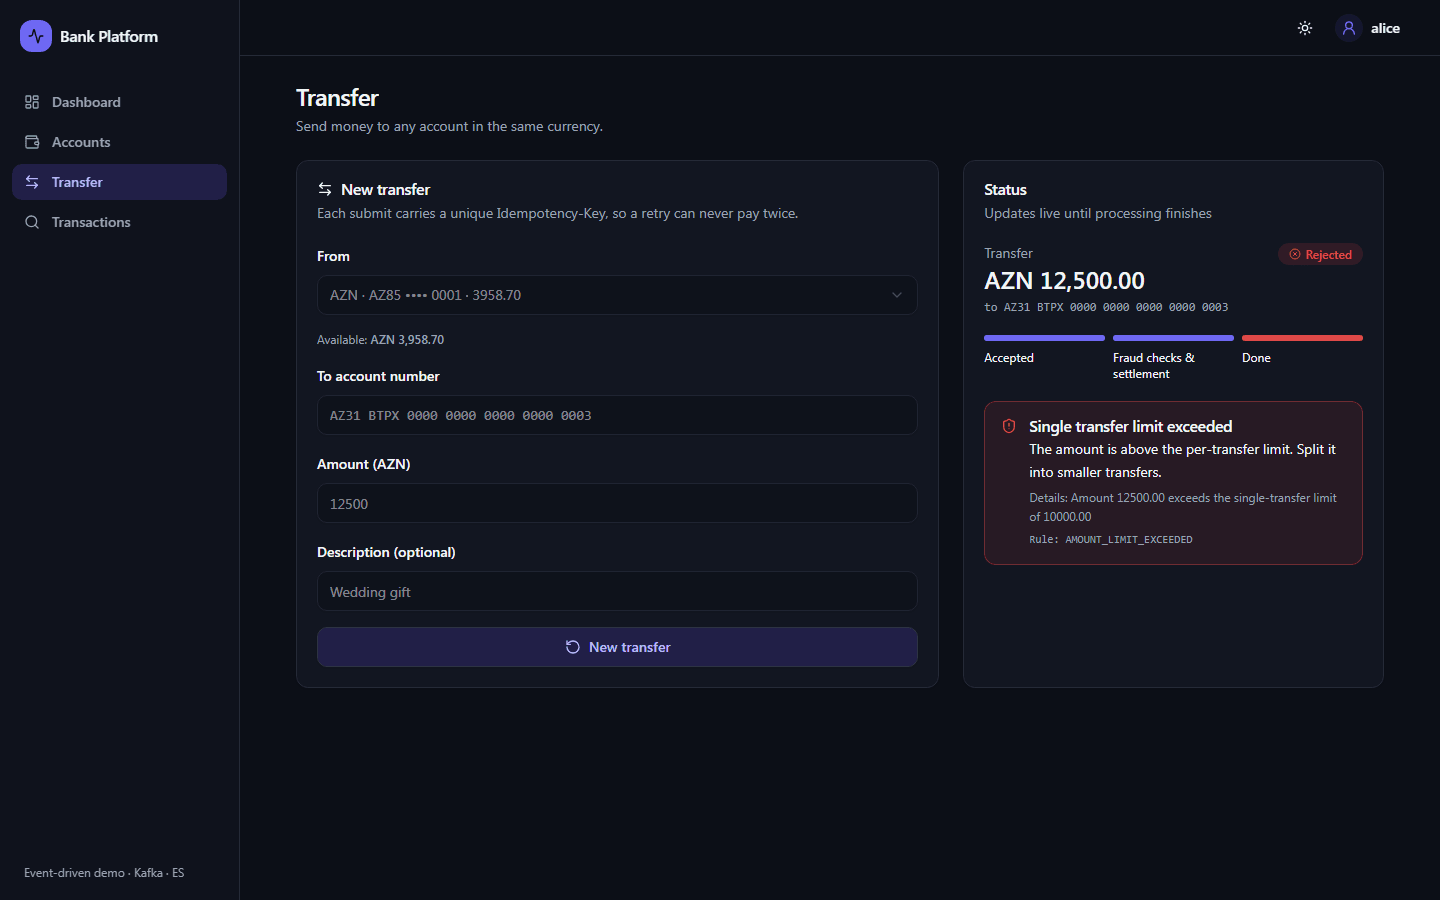 Bank Platform
alice
Dashboard
Accounts
Transfer
Transactions
Transfer
Send money to any account in the same currency.
New transfer
Each submit carries a unique Idempotency-Key, so a retry can never pay twice.
From
AZN · AZ85 •••• 0001 · 3958.70
Available: AZN 3,958.70
To account number
AZ31 BTPX 0000 0000 0000 0000 0003
Amount (AZN)
12500
Description (optional)
Wedding gift
New transfer
Status
Updates live until processing finishes
Transfer
Rejected
AZN 12,500.00
to AZ31 BTPX 0000 0000 0000 0000 0003
Accepted
Fraud checks &
settlement
Done
Single transfer limit exceeded
The amount is above the per-transfer limit. Split it
into smaller transfers.
Details: Amount 12500.00 exceeds the single-transfer limit
of 10000.00
Rule: AMOUNT_LIMIT_EXCEEDED
Event-driven demo · Kafka · ES